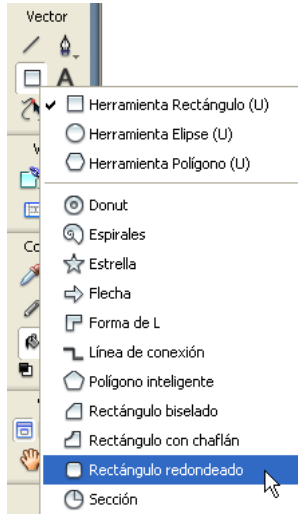 Vector
A
Herramienta Rectángulo (U)
Herramienta Elipse (U)
Herramienta Polígono (U)
Donut
Espirales
Estrella
Flecha
Forma de L
Línea de conexión
Polígono inteligente
Rectángulo biselado
Rectángulo con chaflán
Rectángulo redondeado
Sección